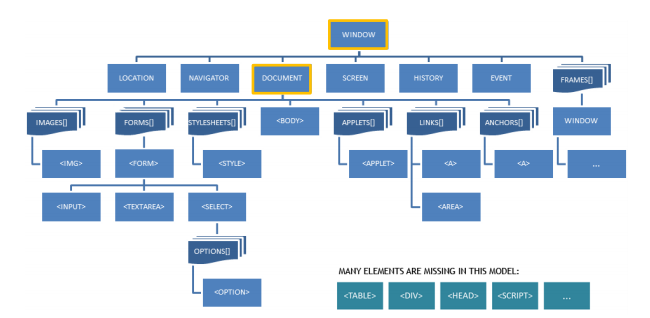 WINDOW
LOCATION
NAVIGATOR
DOCUMENT
SCREEN
HISTORY
EVENT
FRAMES[]
IMAGES[]
FORMS[]
STYLESHEETS[]
<BODY>
APPLETS[]
LINKS[]
ANCHORS[]
WINDOW
<IMG>
<FORM>
<STYLE>
<APPLET>
<A>
<A>
...
<INPUT>
<TEXTAREA>
<SELECT>
<AREA>
OPTIONS[]
<OPTION>
MANY ELEMENTS ARE MISSING IN THIS MODEL:
<TABLE>
<DIV>
<HEAD>
<SCRIPT>
...